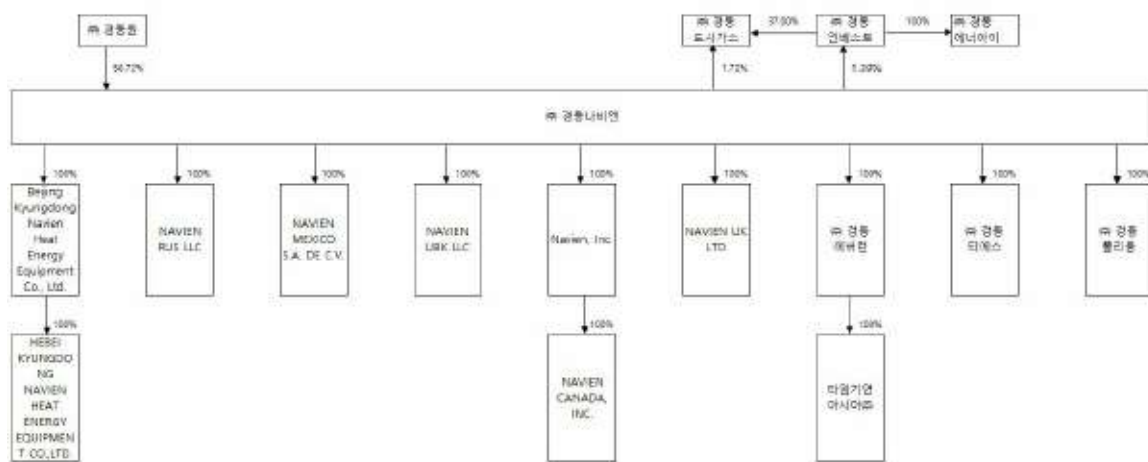 ㈜ 경동원
㈜ 경동
도시가스
37.00%
㈜ 경동
인베스트
100%
㈜ 경동
에너아이
1.72%
㈜ 경동나비엔
100%
100%
100%
100%
100%
100%
100%
100%
100%
Beijing
Kyungdong
Navien
Heat
Energy
Equipment
Co., Ltd.
NAVIEN
RUS LLC
NAVIEN
MEXICO
S.A. DE C.V.
NAVIEN
UBK LLC
Navien, Inc
NAVIEN UK
LTD
㈜ 경동
에버런
㈜ 경동
티에스
㈜ 경동
폴리움
100%
100%
100%
HEBEI
KYUNGDO
NG
NAVIEN
HEAT
ENERGY
EQUIPMEN
T CO.,LTD
NAVIEN
CANADA,
INC.
아시아㈜